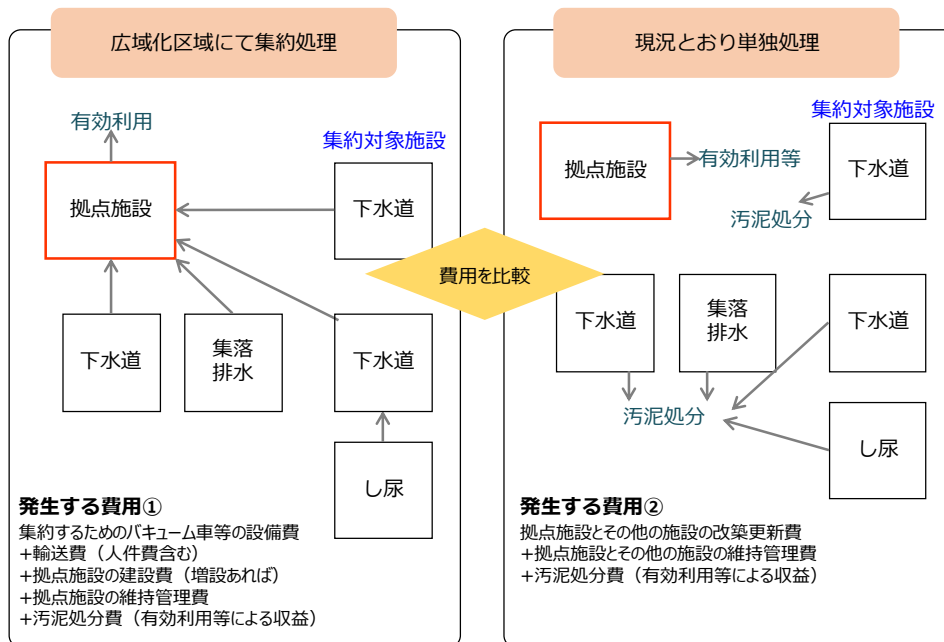 広域化区域にて集約処理
有効利用
集約対象施設
拠点施設
下水道
下水道
集落
排水
下水道
し尿
発生する費用①
集約するためのバキューム車等の設備費
+輸送費（人件費含む）
+拠点施設の建設費（増設あれば）
+拠点施設の維持管理費
+汚泥処分費（有効利用等による収益）
費用を比較
現況とおり単独処理
集約対象施設
拠点施設
有効利用等
下水道
汚泥処分
下水道
集落
排水
下水道
汚泥処分
し尿
発生する費用②
拠点施設とその他の施設の改築更新費
+拠点施設とその他の施設の維持管理費
+汚泥処分費（有効利用等による収益）